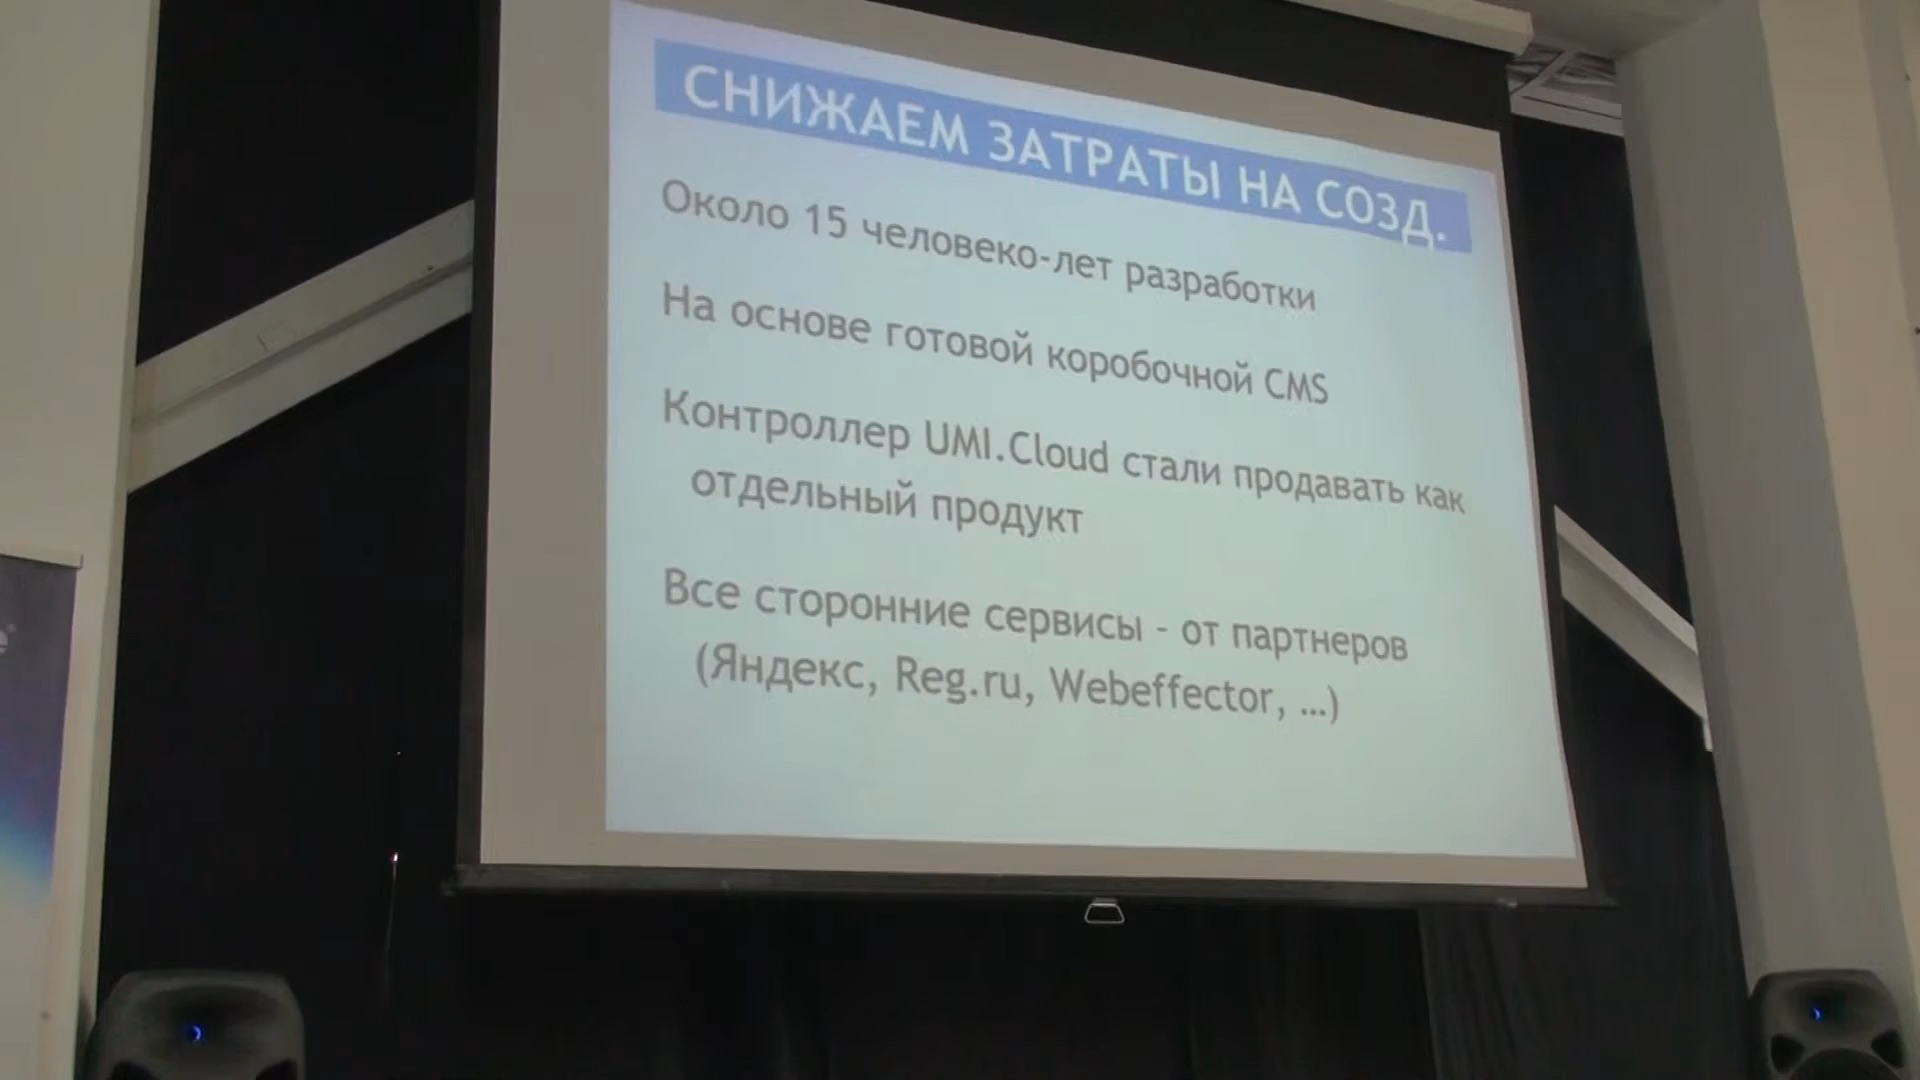 СНИЖАЕМ ЗАТРАТЫ НА СОЗД.
Около 15 человеко-лет разработки
На основе готовой коробочной CMS
Контроллер UMI.Cloud стали продавать как
отдельный продукт
Все сторонние сервисы - от партнеров
(Яндекс, Reg.ru, Webeffector, ...)